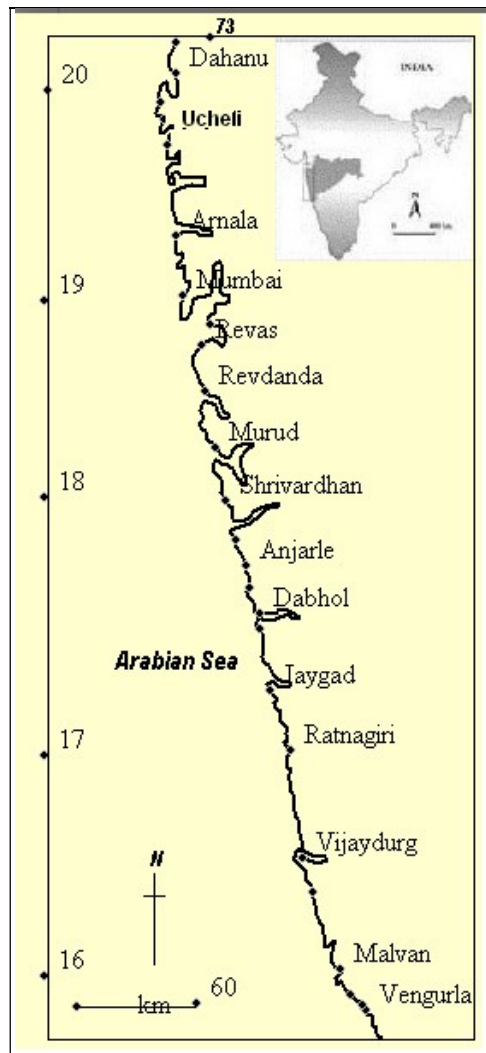 73
20
Dahanu
INDIA
Ucheli
N
0
Arnala
19
Mumbai
Revas
Revdanda
Murud
18
Shrivardhan
Anjarle
Dabhol
Arabian Sea
Jaygad
Ratnagiri
17
Vijaydurg
N
Malvan
16
60
km
Vengurla